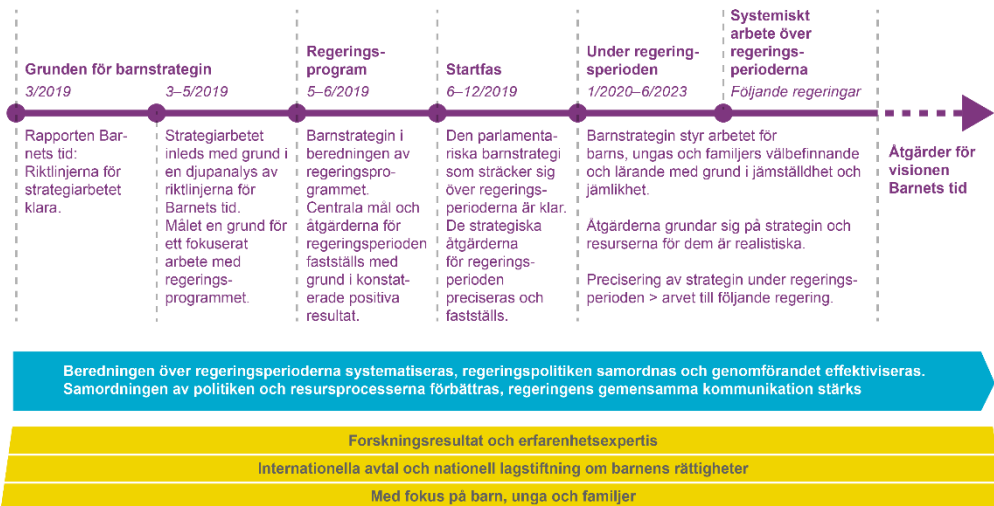 Grunden för barnstrategin
3/2019
3–5/2019
Regerings-
program
5–6/2019
Startfas
6–12/2019
Under regering-
sperioden
1/2020–6/2023
Systemiskt
arbete över
regerings-
perioderna
Följande regeringar
Rapporten Bar-
nets tid:
Riktlinjerna för
strategiarbetet
klara.
Strategiarbetet
inleds med grund i
en djupanalys av
riktlinjerna för
Barnets tid.
Målet en grund för
ett fokuserat
arbete med
regerings-
programmet.
Barnstrategin i
beredningen av
regeringspro-
grammet.
Centrala mål och
åtgärderna för
regeringsperioden
fastställs med
grund i konstat-
erade positiva
resultat.
Den parlamenta-
riska barnstrategi
som sträcker sig
över regerings-
perioderna är klar.
De strategiska
åtgärderna
för regerings-
perioden
preciseras och
fastställs.
Barnstrategin styr arbetet för
barns, ungas och familjers välbefinnande
och lärande med grund i jämställdhet och
jämlikhet.
Åtgärderna grundar sig på strategin och
resurserna för dem är realistiska.
Precisering av strategin under regerings-
perioden > arvet till följande regering.
Åtgärder för
visionen
Barnets tid
Beredningen över regeringsperioderna systematiseras, regeringspolitiken samordnas och genomförandet effektiviseras.
Samordningen av politiken och resursprocesserna förbättras, regeringens gemensamma kommunikation stärks
Forskningsresultat och erfarenhetsexpertis
Internationella avtal och nationell lagstiftning om barnens rättigheter
Med fokus på barn, unga och familjer